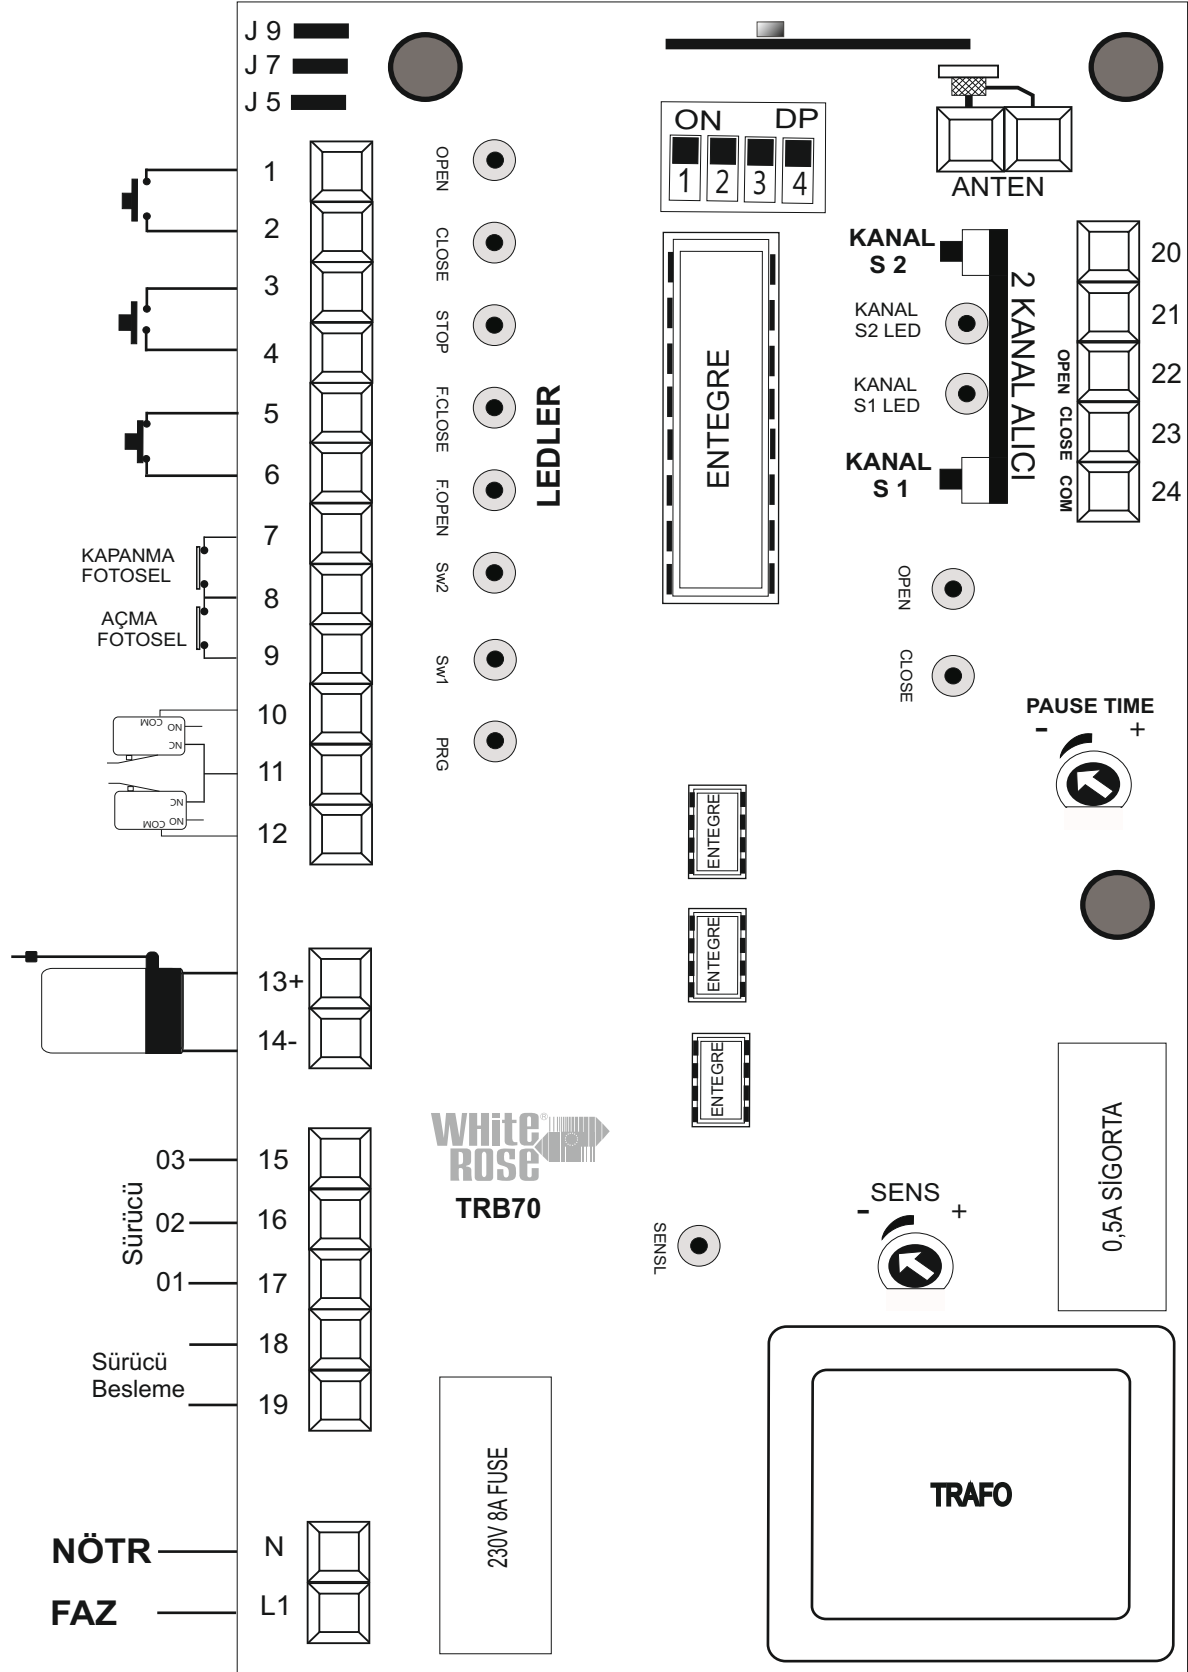 J 9
J 7
J 5
ON DP
1 2 3 4
ANTEN
1
2
3
4
5
6
7
8
9
10
11
12
KAPANMA
FOTOSEL
AÇMA
FOTOSEL
COM
NO
NC
NC
NO
COM
OPEN
CLOSE
STOP
F.CLOSE
F.OPEN
Sw2
Sw1
PRG
LEDLER
ENTEGRE
KANAL
S 2
KANAL
S2 LED
KANAL
S1 LED
KANAL
S 1
2 KANAL ALICI
OPEN
CLOSE
COM
20
21
22
23
24
OPEN
CLOSE
PAUSE TIME
- +
ENTEGRE
ENTEGRE
ENTEGRE
13+
14-
WHite®
ROSe
TRB70
03
02
01
Sürücü
15
16
17
18
19
Sürücü
Besleme
SENSL
SENS
- +
0,5A SİGORTA
230V 8A FUSE
TRAFO
NÖTR
N
FAZ
L1